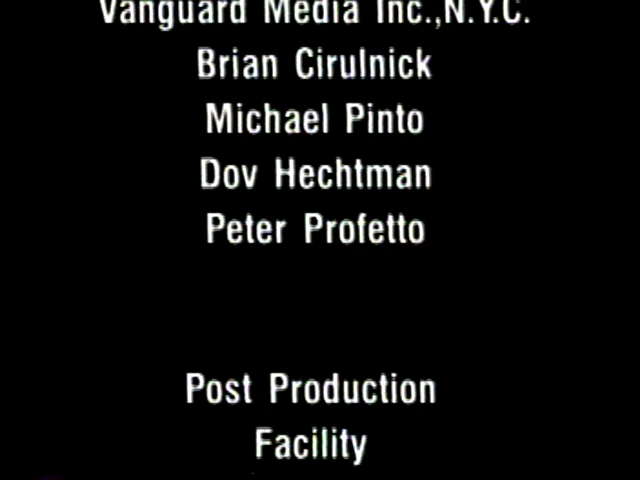 Vanguard Media Inc.,N.Y.C.
Brian Cirulnick
Michael Pinto
Dov Hechtman
Peter Profetto
Post Production
Facility